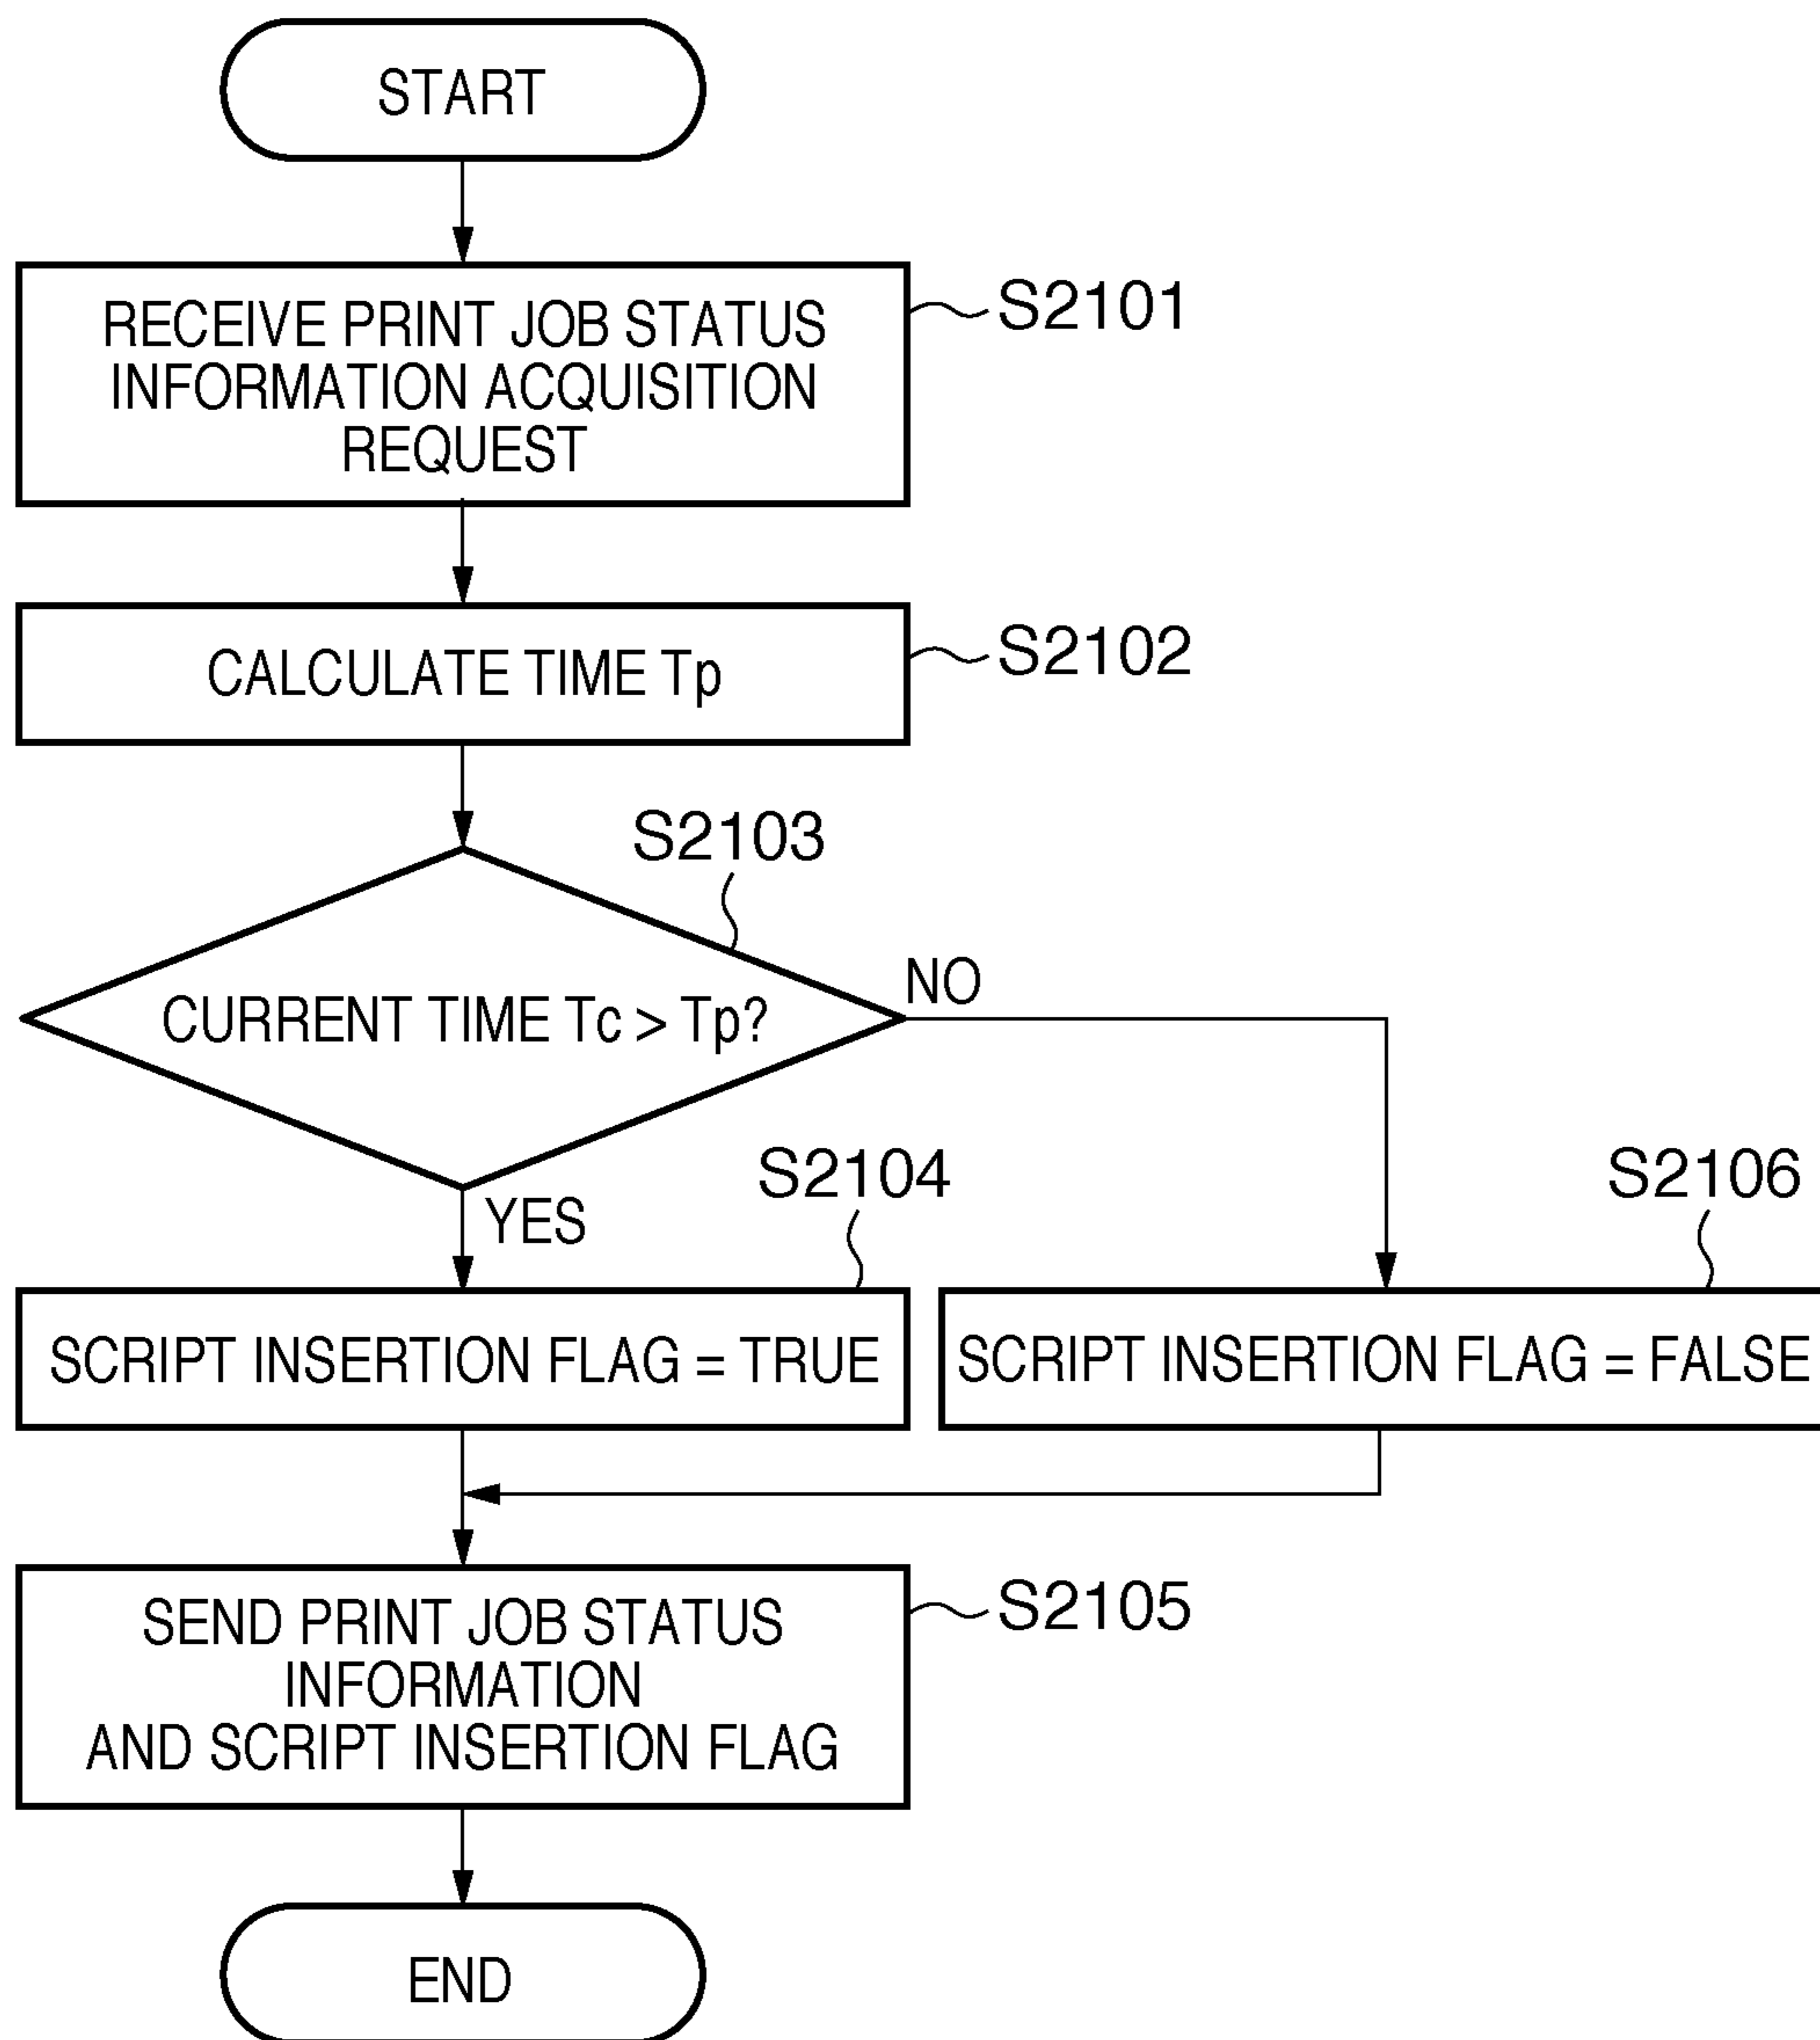 START
RECEIVE PRINT JOB STATUS
INFORMATION ACQUISITION
REQUEST
S2101
CALCULATE TIME Tp
S2102
S2103
CURRENT TIME Tc > Tp?
NO
YES
S2104
S2106
SCRIPT INSERTION FLAG = TRUE
SCRIPT INSERTION FLAG = FALSE
SEND PRINT JOB STATUS
INFORMATION
AND SCRIPT INSERTION FLAG
S2105
END